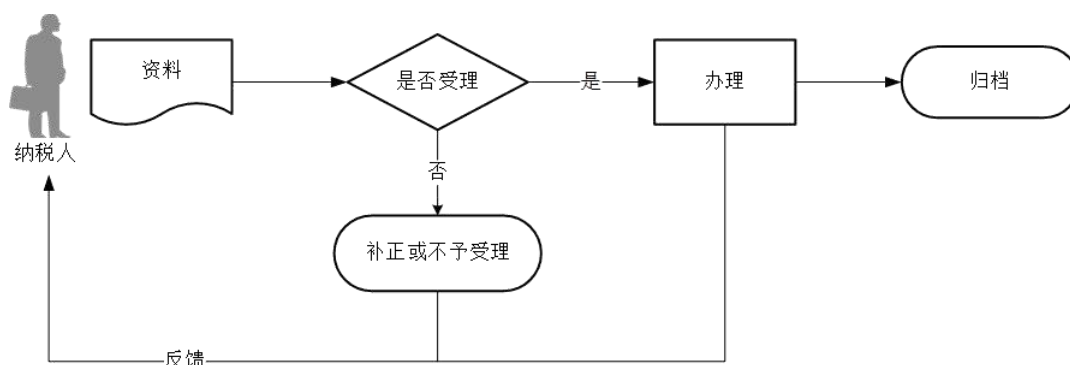 资料
是否受理
是
办理
归档
纳税人
否
补正或不予受理
反馈